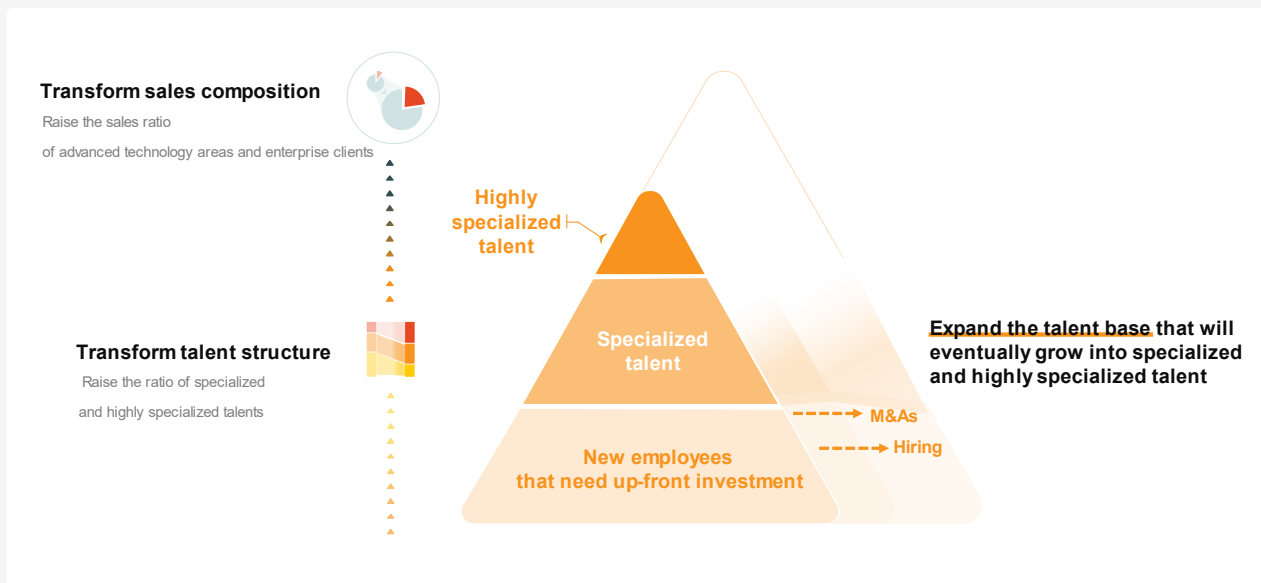 Transform sales composition
Raise the sales ratio
of advanced technology areas and enterprise clients
Transform talent structure
Raise the ratio of specialized
and highly specialized talents
Highly
specialized
talent
Specialized
talent
New employees
that need up-front investment
Expand the talent base that will
eventually grow into specialized
and highly specialized talent
M&As
Hiring